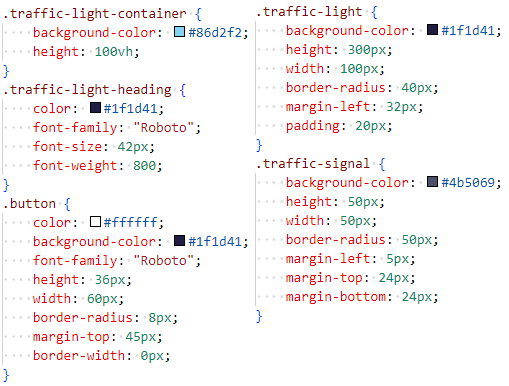 .traffic-light-container {
    background-color: #86d2f2;
    height: 100vh;
}
.traffic-light-heading {
    color: #1f1d41;
    font-family: "Roboto";
    font-size: 42px;
    font-weight: 800;
}
.button {
    color: #ffffff;
    background-color: #1f1d41;
    font-family: "Roboto";
    height: 36px;
    width: 60px;
    border-radius: 8px;
    margin-top: 45px;
    border-width: 0px;
}
.traffic-light {
    background-color: #1f1d41;
    height: 300px;
    width: 100px;
    border-radius: 40px;
    margin-left: 32px;
    padding: 20px;
}
.traffic-signal {
    background-color: #4b5069;
    height: 50px;
    width: 50px;
    border-radius: 50px;
    margin-left: 5px;
    margin-top: 24px;
    margin-bottom: 24px;
}